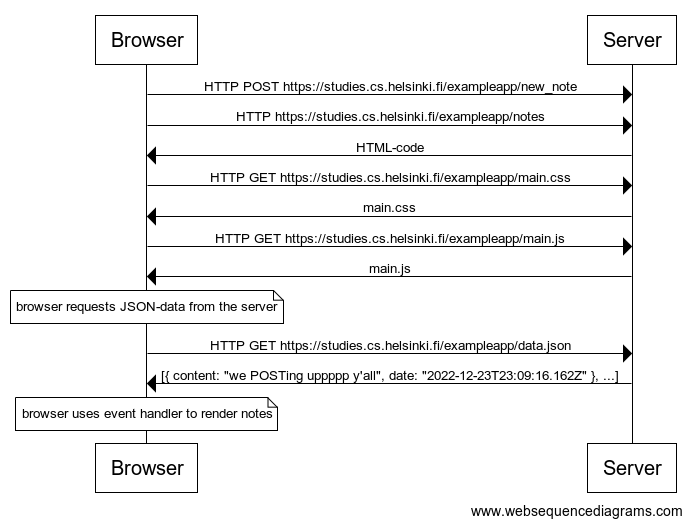 Browser Server
HTTP POST https://studies.cs.helsinki.fi/exampleapp/new_note
HTTP https://studies.cs.helsinki.fi/exampleapp/notes
HTML-code
HTTP GET https://studies.cs.helsinki.fi/exampleapp/main.css
main.css
HTTP GET https://studies.cs.helsinki.fi/exampleapp/main.js
main.js
browser requests JSON-data from the server
HTTP GET https://studies.cs.helsinki.fi/exampleapp/data.json
[{ content: "we POSTing uppppp y'all", date: "2022-12-23T23:09:16.162Z" }, ...]
browser uses event handler to render notes
Browser Server
www.websequencediagrams.com